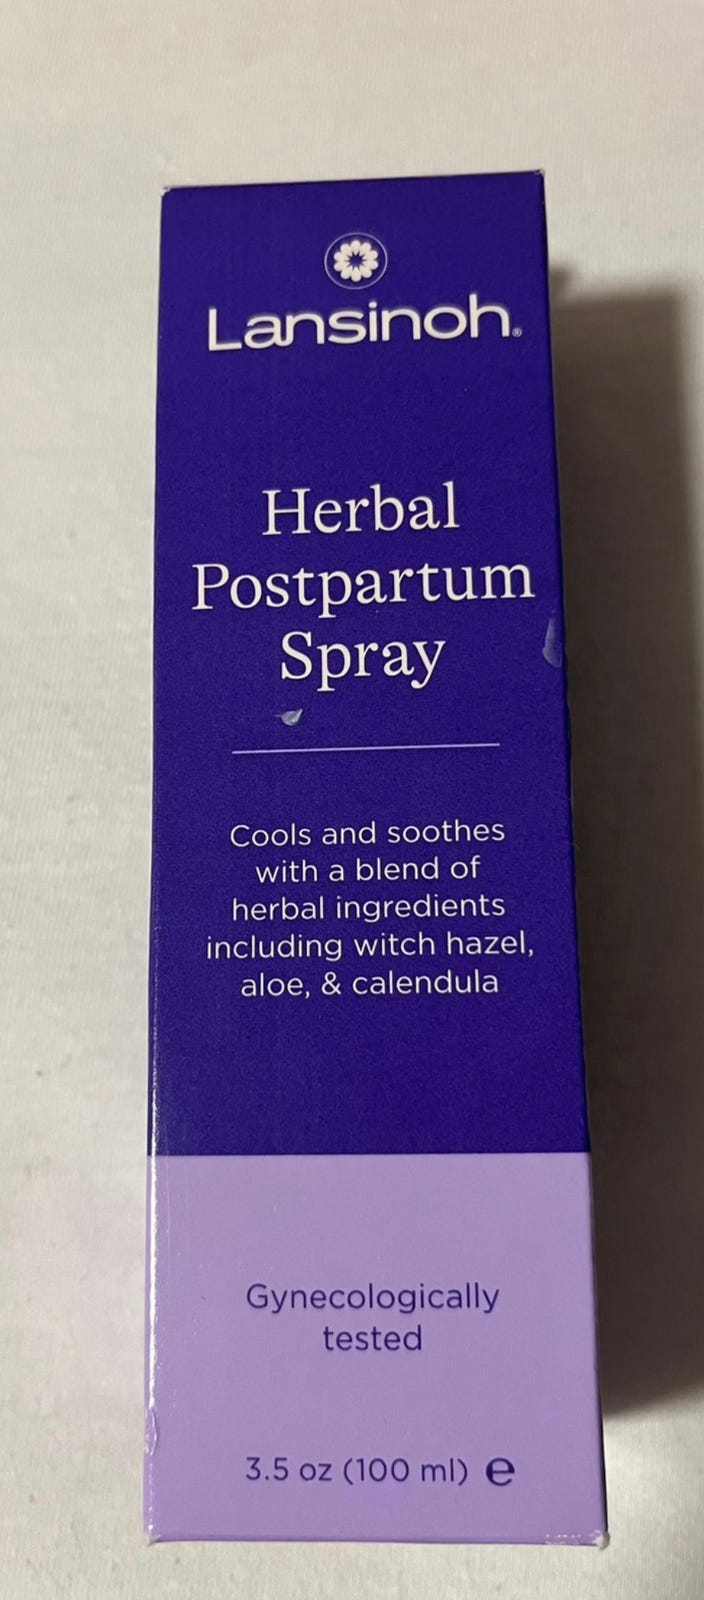 Lansinoh®
Herbal
Postpartum
Spray
Cools and soothes
with a blend of
herbal ingredients
including witch hazel,
aloe, & calendula
Gynecologically
tested
3.5 oz (100 ml) ℮